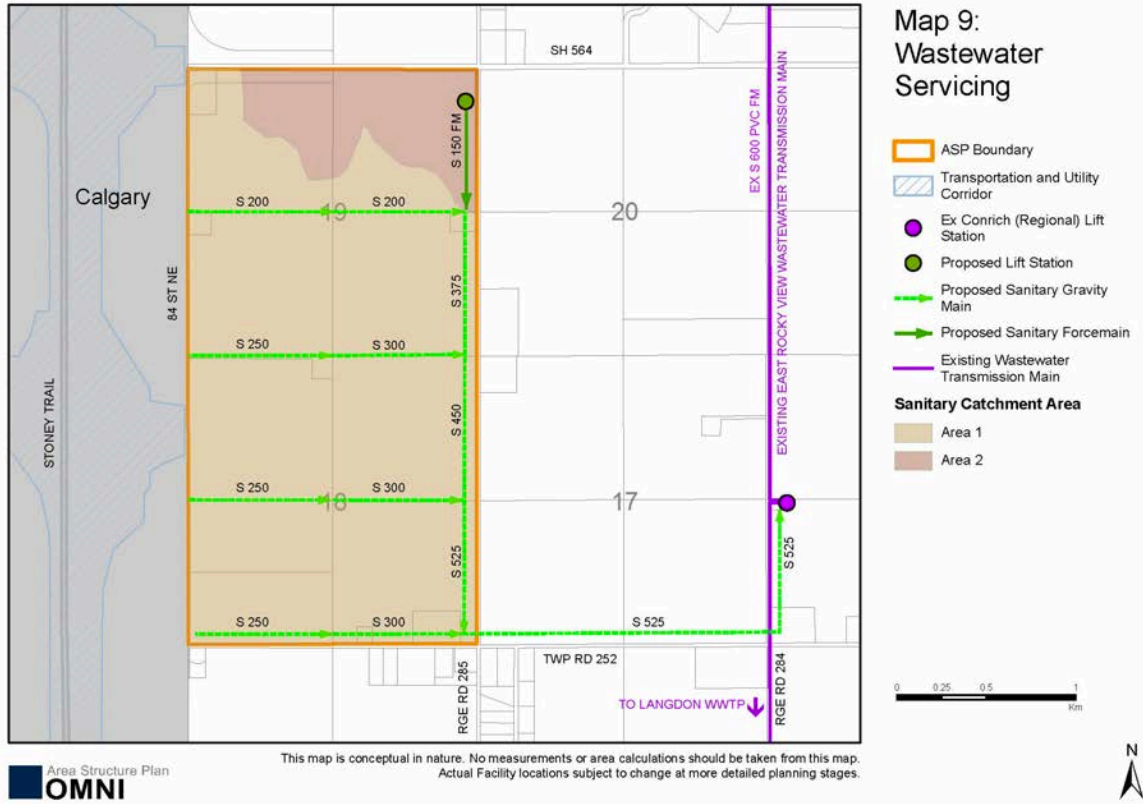 Map 9:
Wastewater
Servicing
ASP Boundary
Transportation and Utility
Corridor
Ex Conrich (Regional) Lift
Station
Proposed Lift Station
Proposed Sanitary Gravity
Main
Proposed Sanitary Forcemain
Existing Wastewater
Transmission Main
Sanitary Catchment Area
Area 1
Area 2
0 0.25 0.5 1
Km
N
SH 564
Calgary
STONEY TRAIL
84 ST NE
S 150 FM
EX S 600 PVC FM
EXISTING EAST ROCKY VIEW WASTEWATER TRANSMISSION MAIN
S 200
S 200
19
20
S 375
S 250
S 300
S 450
S 250
S 300
18
17
S 525
S 525
S 250
S 300
S 525
TWP RD 252
RGE RD 285
RGE RD 284
TO LANGDON WWTP
This map is conceptual in nature. No measurements or area calculations should be taken from this map.
Actual Facility locations subject to change at more detailed planning stages.
Area Structure Plan
OMNI